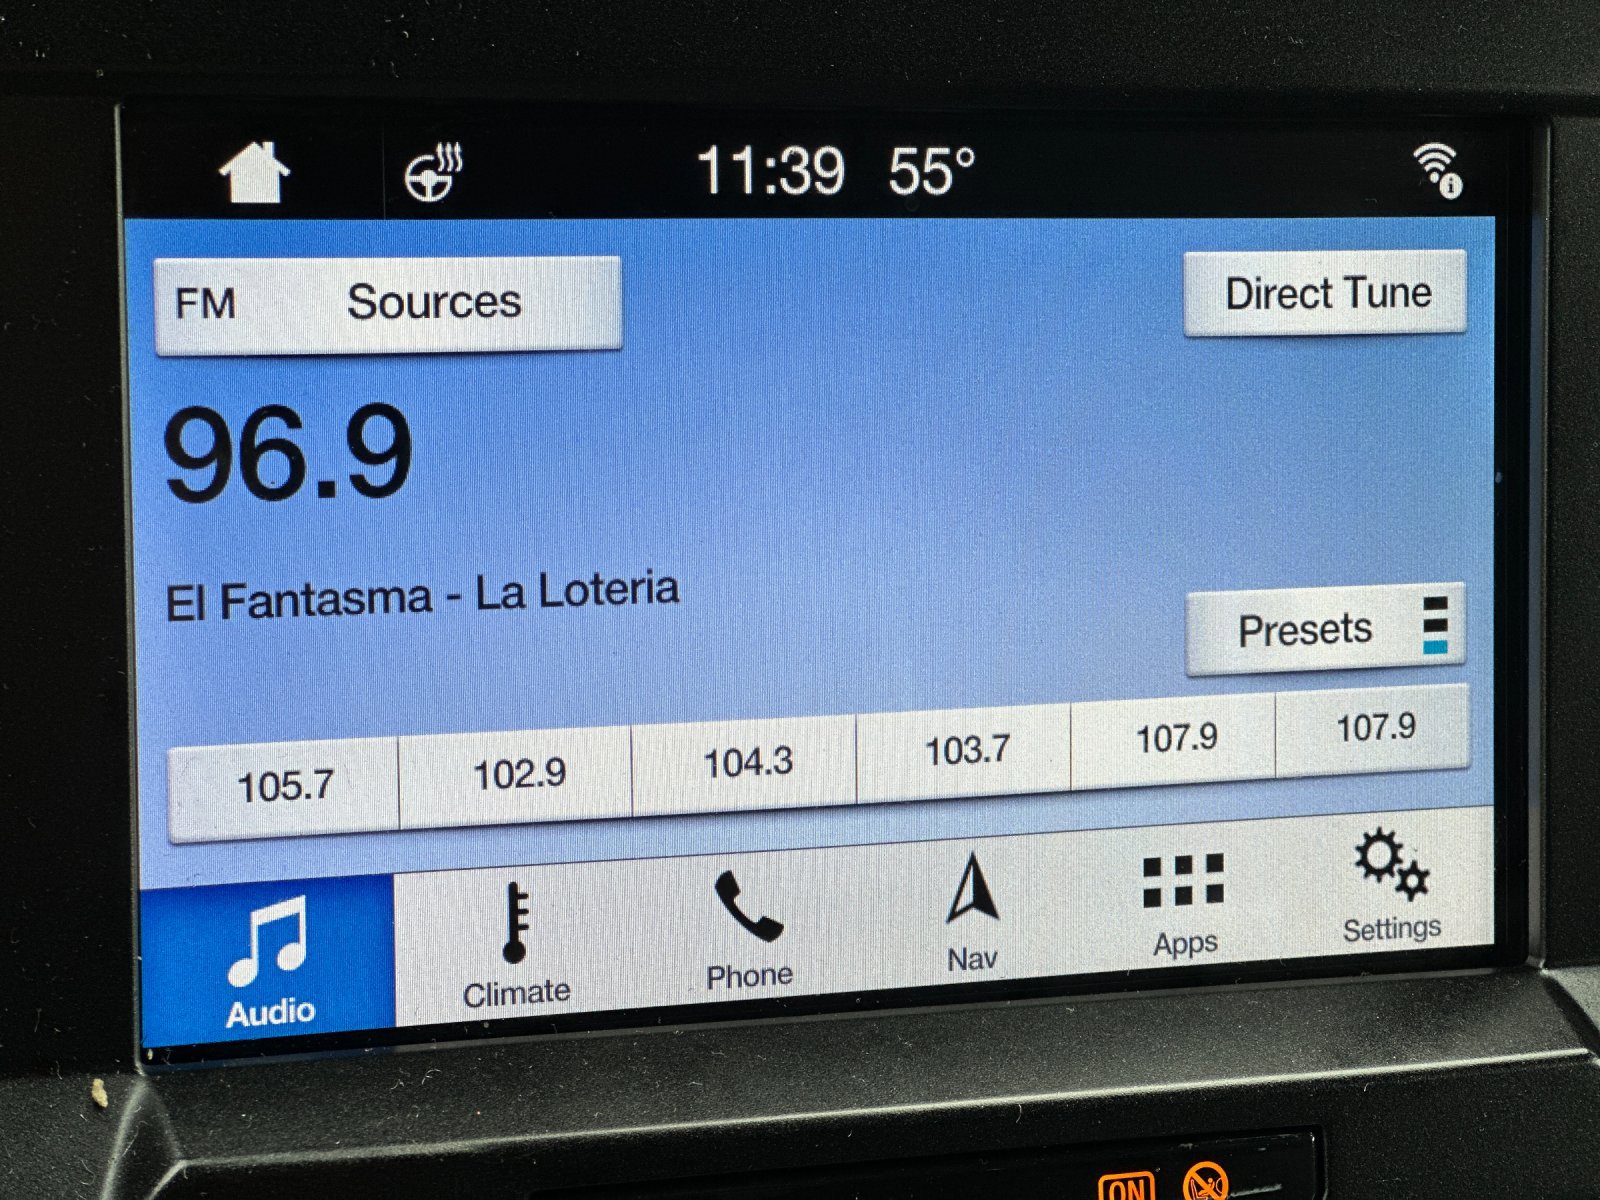 11:39 55°
FM Sources
Direct Tune
96.9
El Fantasma - La Loteria
Presets
105.7 102.9 104.3 103.7 107.9 107.9
Audio Climate Phone Nav Apps Settings
ON